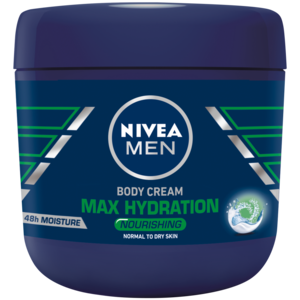 NIVEA
MEN
BODY CREAM
MAX HYDRATION
NOURISHING
48h MOISTURE
NORMAL TO DRY SKIN